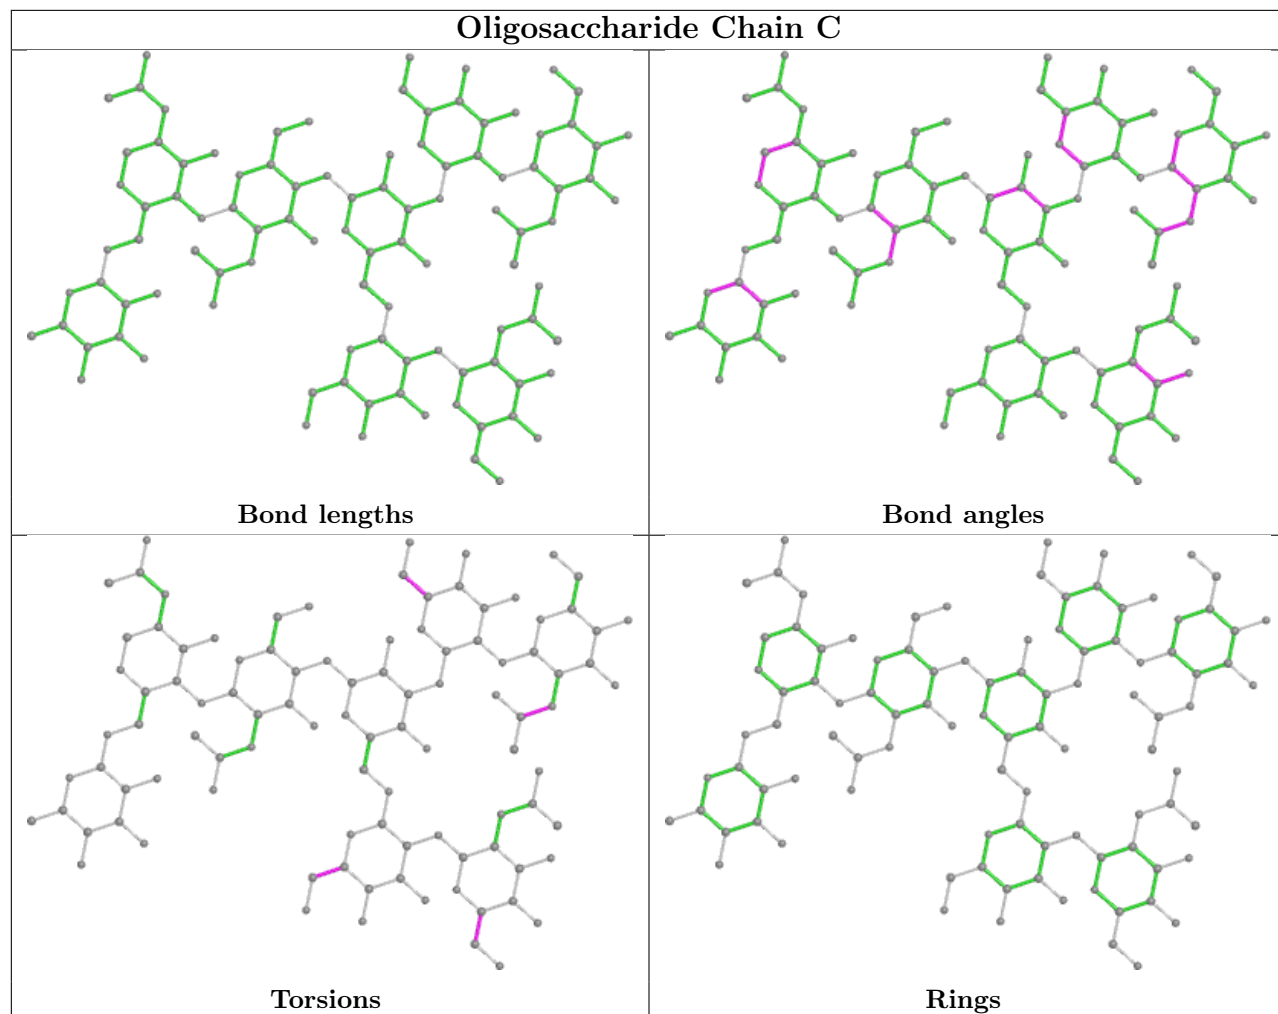 Oligosaccharide Chain C
Bond lengths
Bond angles
Torsions
Rings